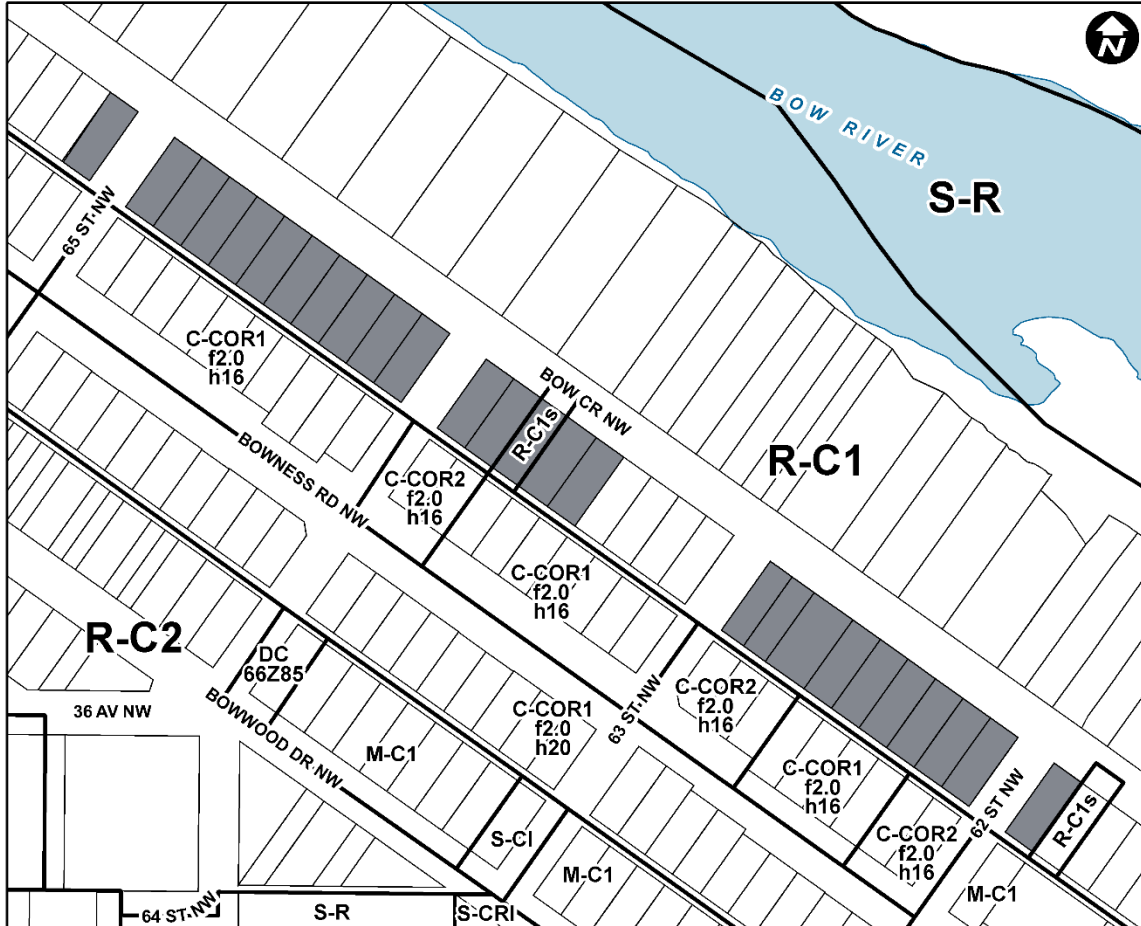 N
BOW RIVER
S-R
65 ST NW
C-COR1
f2.0
h16
BOW CR NW
R-C1s
R-C1
BOWNESS RD NW
C-COR2
f2.0
h16
C-COR1
f2.0
h16
R-C2
DC
66Z85
BOWWOOD DR NW
36 AV NW
M-C1
C-COR1
f2.0
h20
63 ST NW
C-COR2
f2.0
h16
C-COR1
f2.0
h16
C-COR2
f2.0
h16
62 ST NW
R-C1s
S-CI
M-C1
M-C1
64 ST NW
S-R
S-CRI